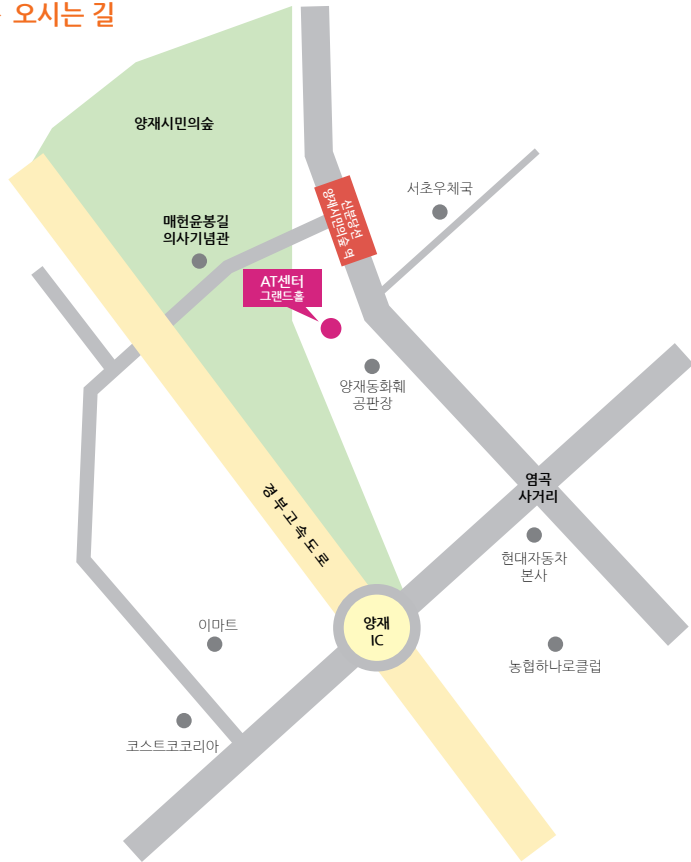 오시는 길
양재시민의숲
신분당선
양재시민의숲 역
서초우체국
매헌윤봉길
의사기념관
AT센터
그랜드홀
양재동화훼
공판장
염곡
사거리
경부고속도로
현대자동차
본사
양재
IC
이마트
농협하나로클럽
코스트코코리아